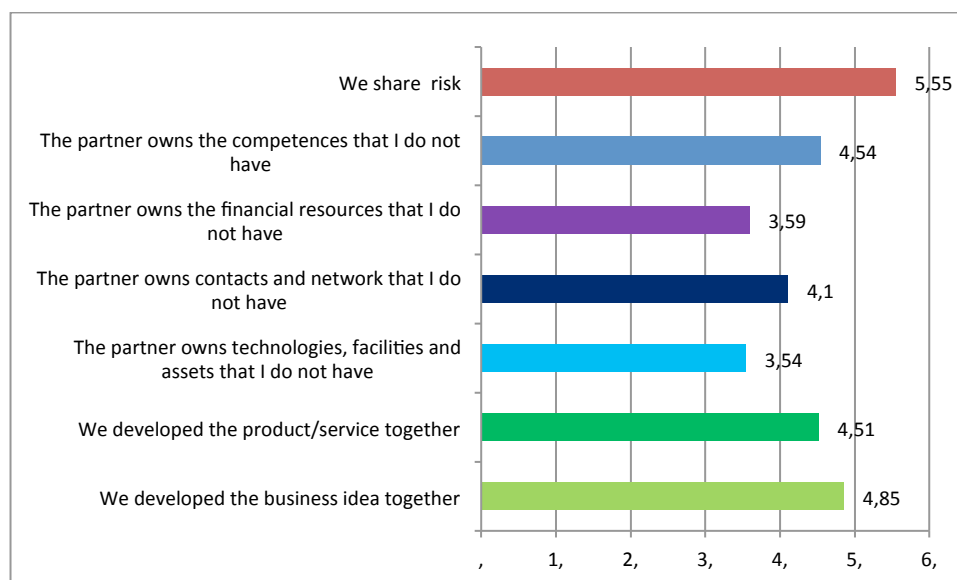 We share risk
5,55
The partner owns the competences that I do not
have
4,54
The partner owns the financial resources that I do
not have
3,59
The partner owns contacts and network that I do
not have
4,1
The partner owns technologies, facilities and
assets that I do not have
3,54
We developed the product/service together
4,51
We developed the business idea together
4,85
, 1, 2, 3, 4, 5, 6,